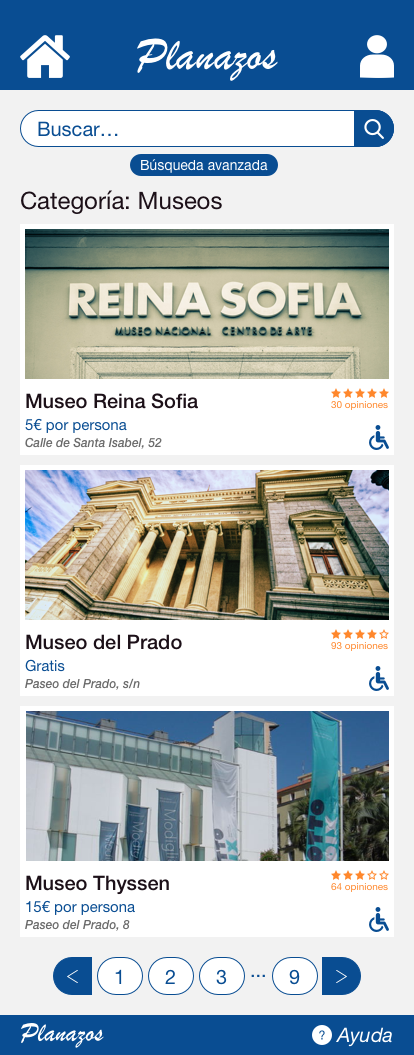 Planazos
Buscar...
Búsqueda avanzada
Categoría: Museos
REINA SOFIA
MUSEO NACIONAL CENTRO DE ARTE
Museo Reina Sofia
30 opiniones
5€ por persona
Calle de Santa Isabel, 52
Museo del Prado
93 opiniones
Gratis
Paseo del Prado, s/n
Museo Thyssen
64 opiniones
15€ por persona
Paseo del Prado, 8
< 1 2 3 ... 9 >
Planazos
? Ayuda